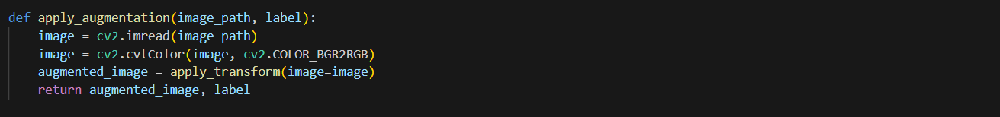 def apply_augmentation(image_path, label):
    image = cv2.imread(image_path)
    image = cv2.cvtColor(image, cv2.COLOR_BGR2RGB)
    augmented_image = apply_transform(image=image)
    return augmented_image, label